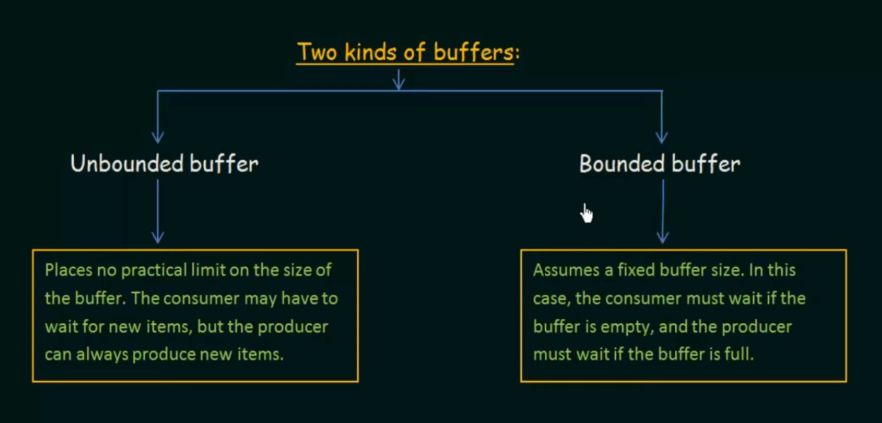 Two kinds of buffers:
Unbounded buffer
Bounded buffer
Places no practical limit on the size of
the buffer. The consumer may have to
wait for new items, but the producer
can always produce new items.
Assumes a fixed buffer size. In this
case, the consumer must wait if the
buffer is empty, and the producer
must wait if the buffer is full.